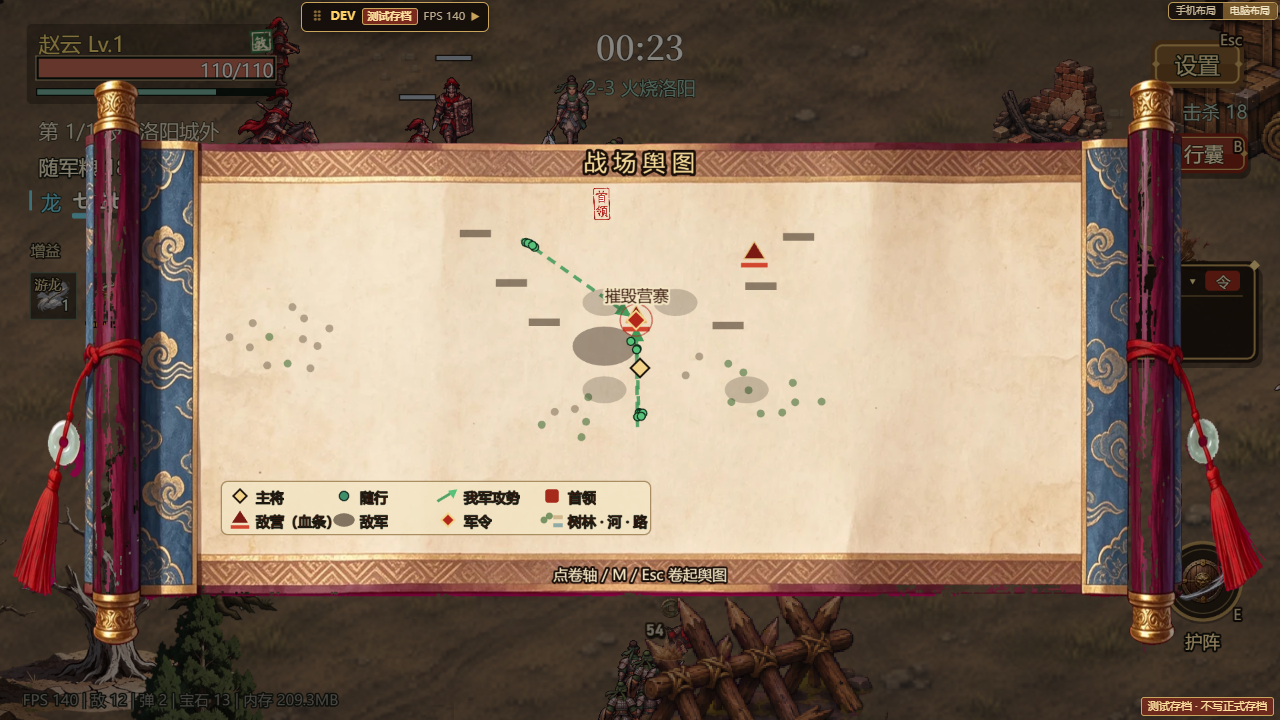 DEV 测试存档 FPS 140
手机布局 电脑布局
赵云 Lv.1
110/110
00:23
2-3 火烧洛阳
Esc
设置
击杀 18
第 1/1
洛阳城外
随军粮
行囊 B
龙
增益
游龙
1
令
战场舆图
首领
摧毁营寨
主将 随行 我军攻势 首领
敌营（血条） 敌军 军令 树林·河·路
点卷轴 / M / Esc 卷起舆图
54
E
护阵
FPS 140 | 敌 12 | 弹 2 | 宝石 13 | 内存 209.3MB
测试存档 · 不写正式存档